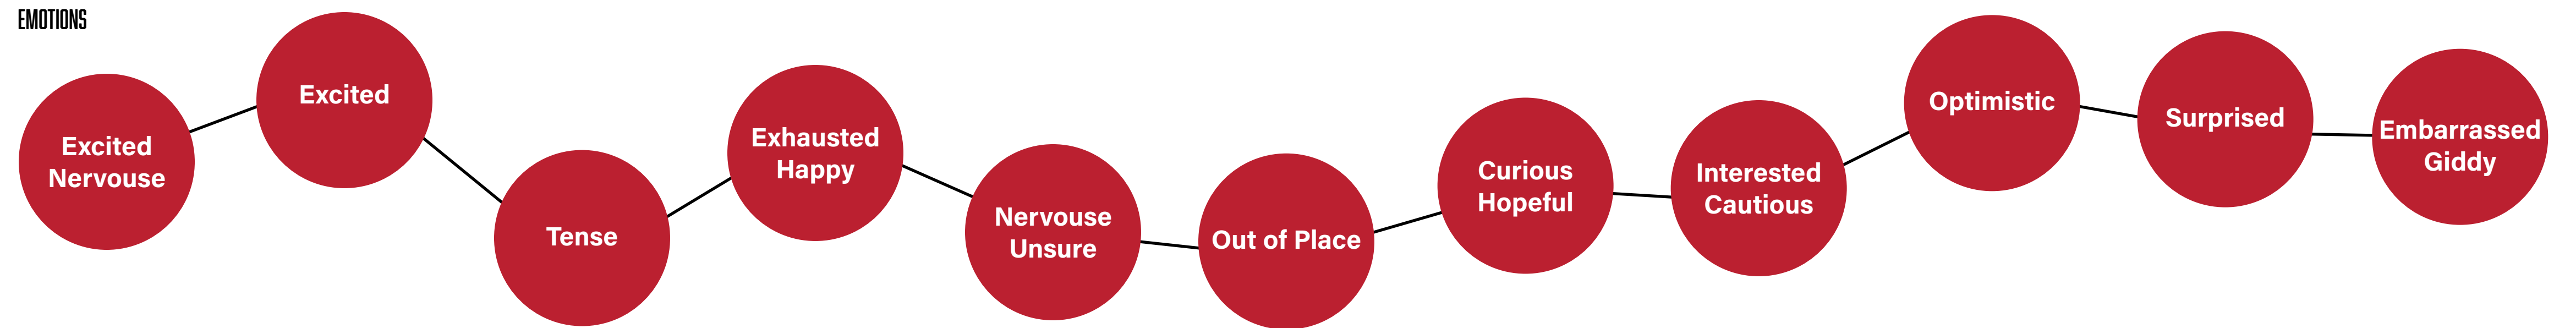 EMOTIONS
Excited
Nervouse
Excited
Tense
Exhausted
Happy
Nervouse
Unsure
Out of Place
Curious
Hopeful
Interested
Cautious
Optimistic
Surprised
Embarrassed
Giddy